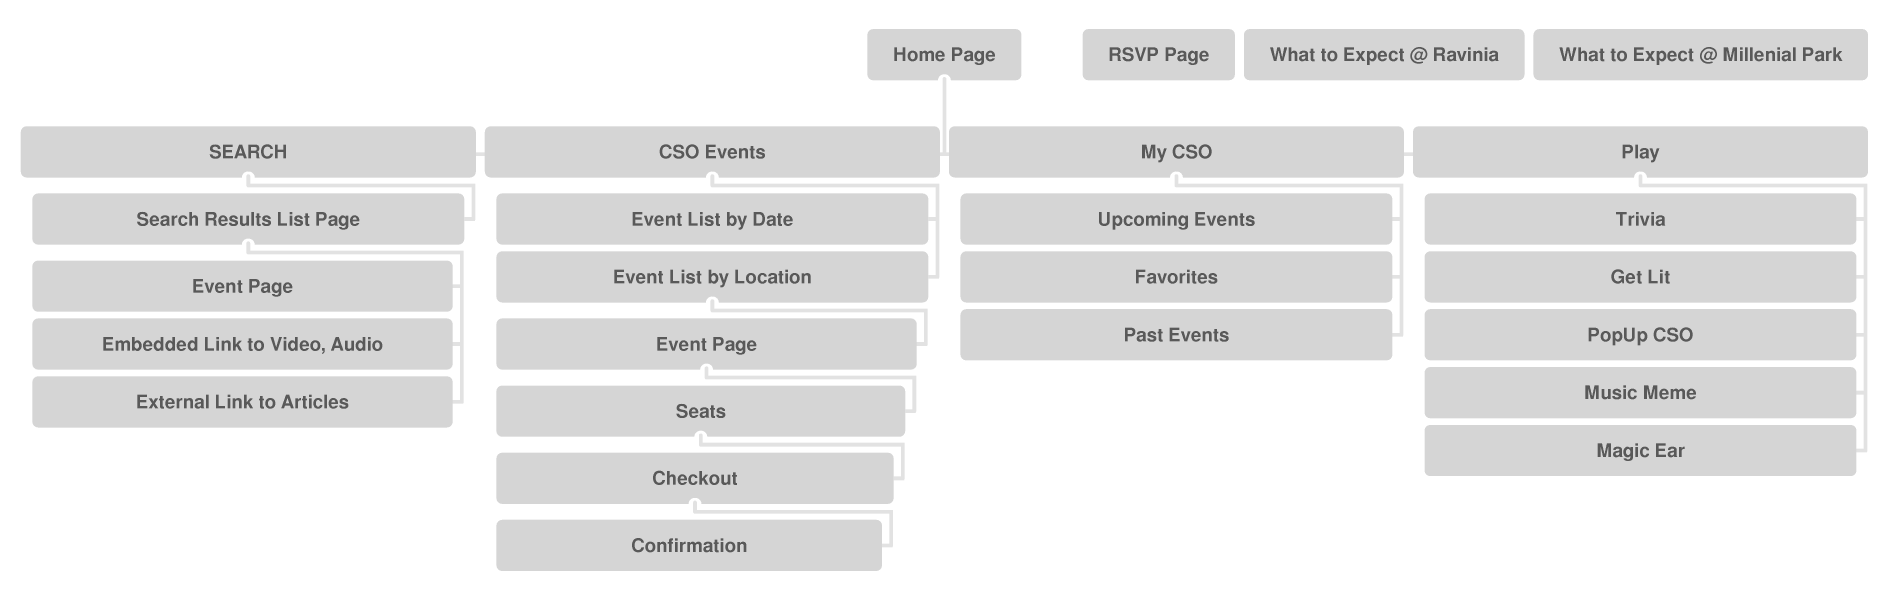 Home Page
RSVP Page
What to Expect @ Ravinia
What to Expect @ Millenial Park
SEARCH
CSO Events
My CSO
Play
Search Results List Page
Event Page
Embedded Link to Video, Audio
External Link to Articles
Event List by Date
Event List by Location
Event Page
Seats
Checkout
Confirmation
Upcoming Events
Favorites
Past Events
Trivia
Get Lit
PopUp CSO
Music Meme
Magic Ear